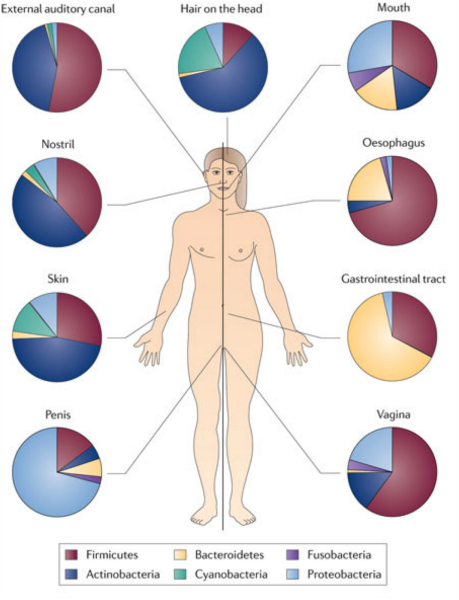 External auditory canal
Hair on the head
Mouth
Nostril
Oesophagus
Skin
Gastrointestinal tract
Penis
Vagina
Firmicutes
Bacteroidetes
Fusobacteria
Actinobacteria
Cyanobacteria
Proteobacteria